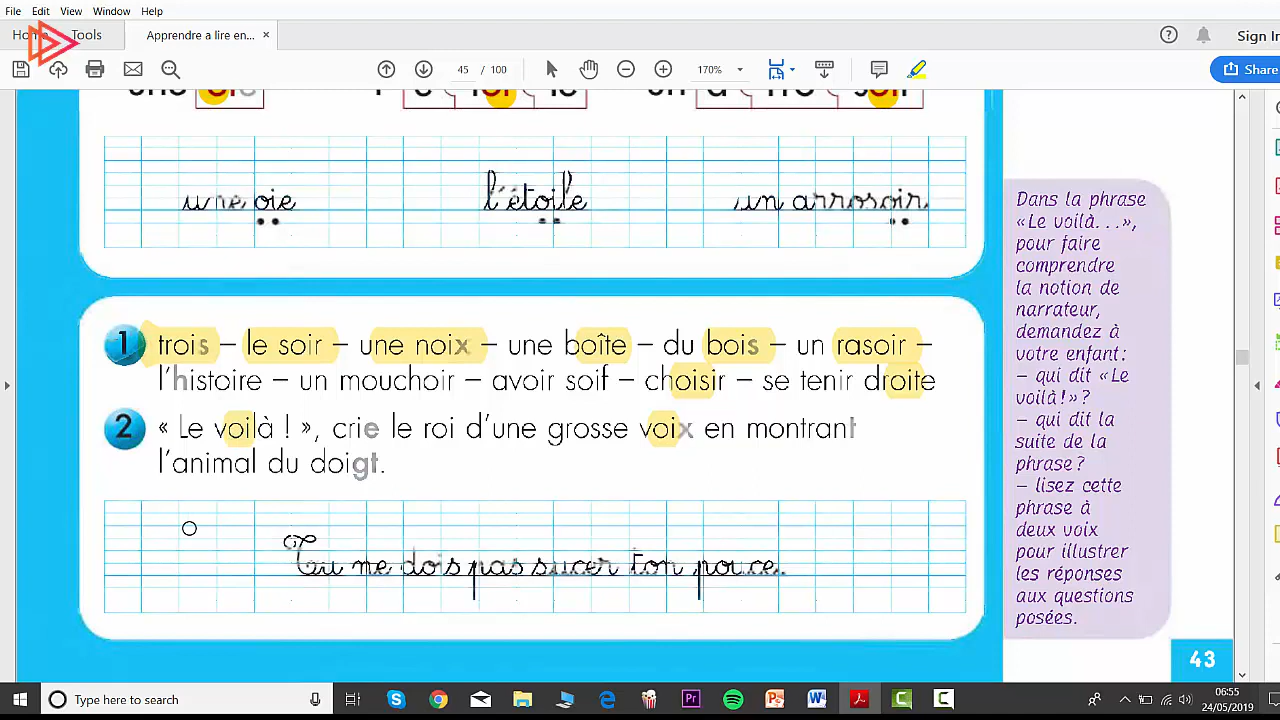 File Edit View Window Help
Home Tools Apprendre a lire en... × Sign In
45 / 100 170% Share
une oie l'étoile un arrosoir
1 trois – le soir – une noix – une boîte – du bois – un rasoir –
l'histoire – un mouchoir – avoir soif – choisir – se tenir droite
2 « Le voilà ! », crie le roi d'une grosse voix en montrant
l'animal du doigt.
Tu ne dois pas sucer ton pouce.
Dans la phrase
«Le voilà...»,
pour faire
comprendre
la notion de
narrateur,
demandez à
votre enfant:
– qui dit «Le
voilà!»?
– qui dit la
suite de la
phrase?
– lisez cette
phrase à
deux voix
pour illustrer
les réponses
aux questions
posées.
43
Type here to search
06:55
24/05/2019